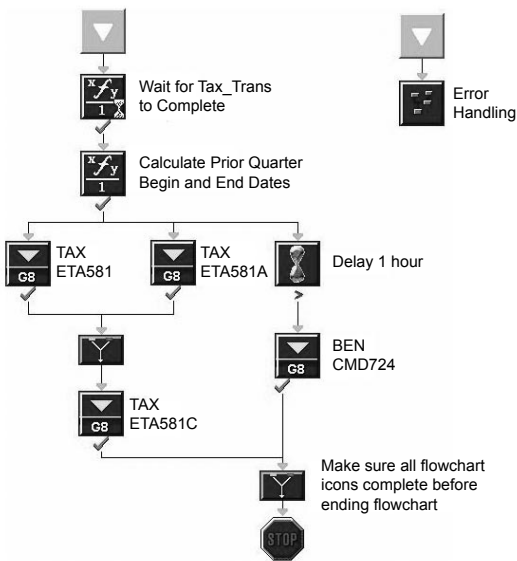 Wait for Tax_Trans
to Complete
Error
Handling
x f y
1
Calculate Prior Quarter
Begin and End Dates
x f y
1
TAX
ETA581
G8
TAX
ETA581A
G8
Delay 1 hour
>
BEN
CMD724
G8
TAX
ETA581C
G8
Make sure all flowchart
icons complete before
ending flowchart
STOP